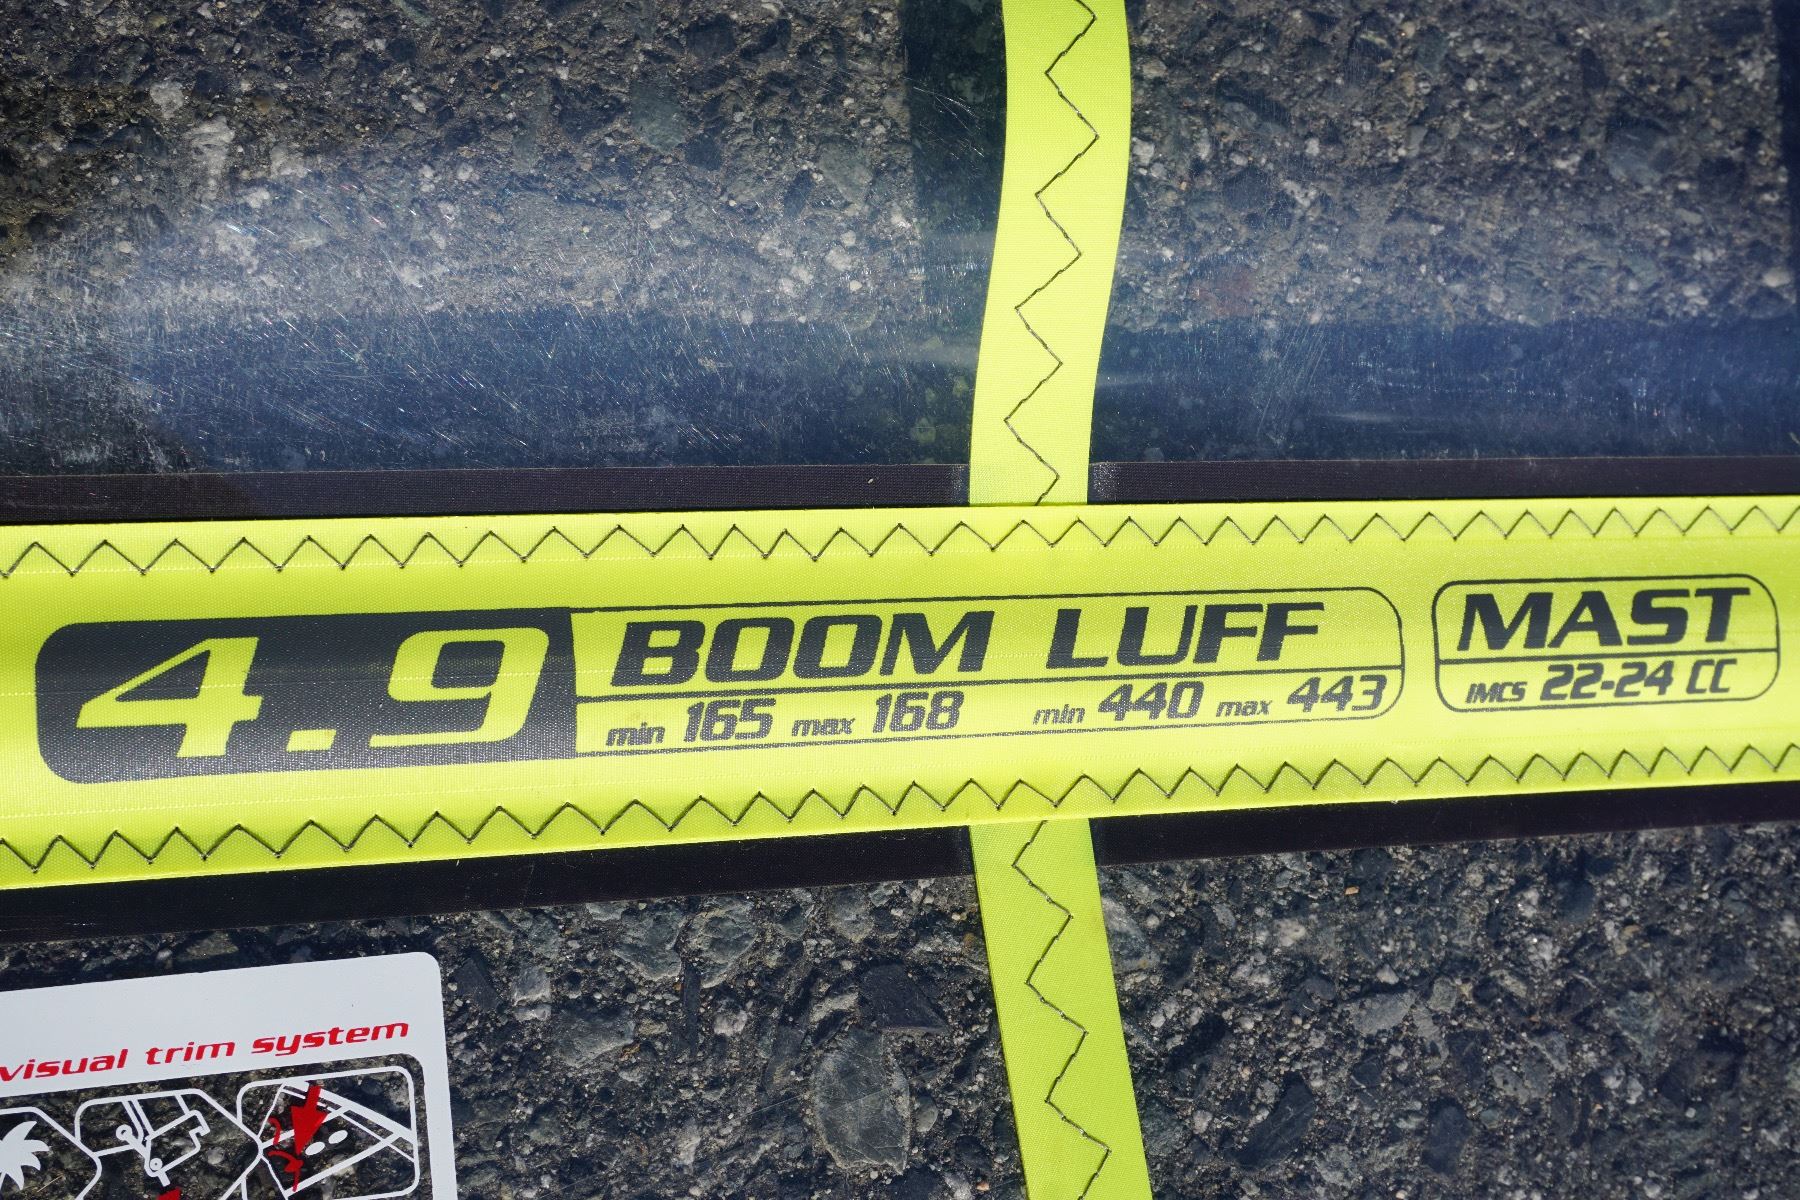 4.9 BOOM LUFF MAST
min 165 max 168 min 440 max 443 IMCS 22-24 CC
visual trim system